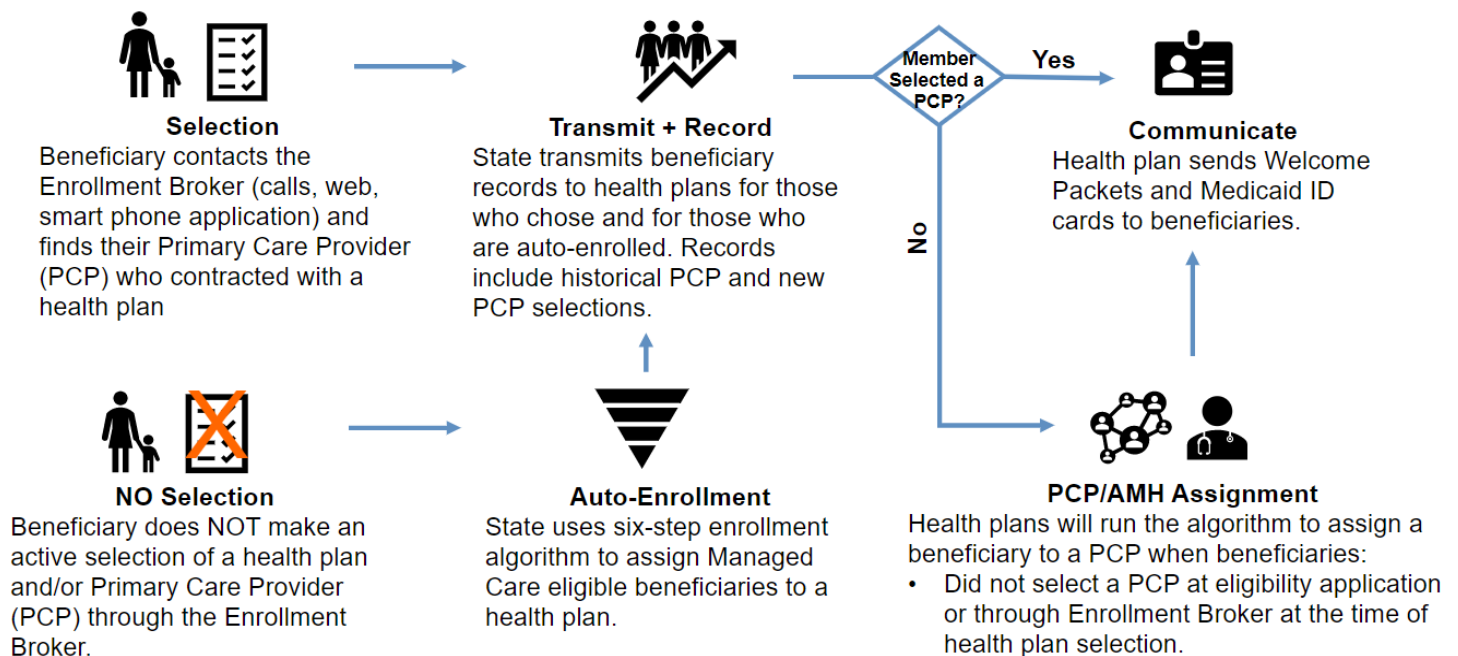 Selection
Beneficiary contacts the
Enrollment Broker (calls, web,
smart phone application) and
finds their Primary Care Provider
(PCP) who contracted with a
health plan
Transmit + Record
State transmits beneficiary
records to health plans for those
who chose and for those who
are auto-enrolled. Records
include historical PCP and new
PCP selections.
Member
Selected a
PCP?
Yes
No
Communicate
Health plan sends Welcome
Packets and Medicaid ID
cards to beneficiaries.
NO Selection
Beneficiary does NOT make an
active selection of a health plan
and/or Primary Care Provider
(PCP) through the Enrollment
Broker.
Auto-Enrollment
State uses six-step enrollment
algorithm to assign Managed
Care eligible beneficiaries to a
health plan.
PCP/AMH Assignment
Health plans will run the algorithm to assign a
beneficiary to a PCP when beneficiaries:
• Did not select a PCP at eligibility application
or through Enrollment Broker at the time of
health plan selection.